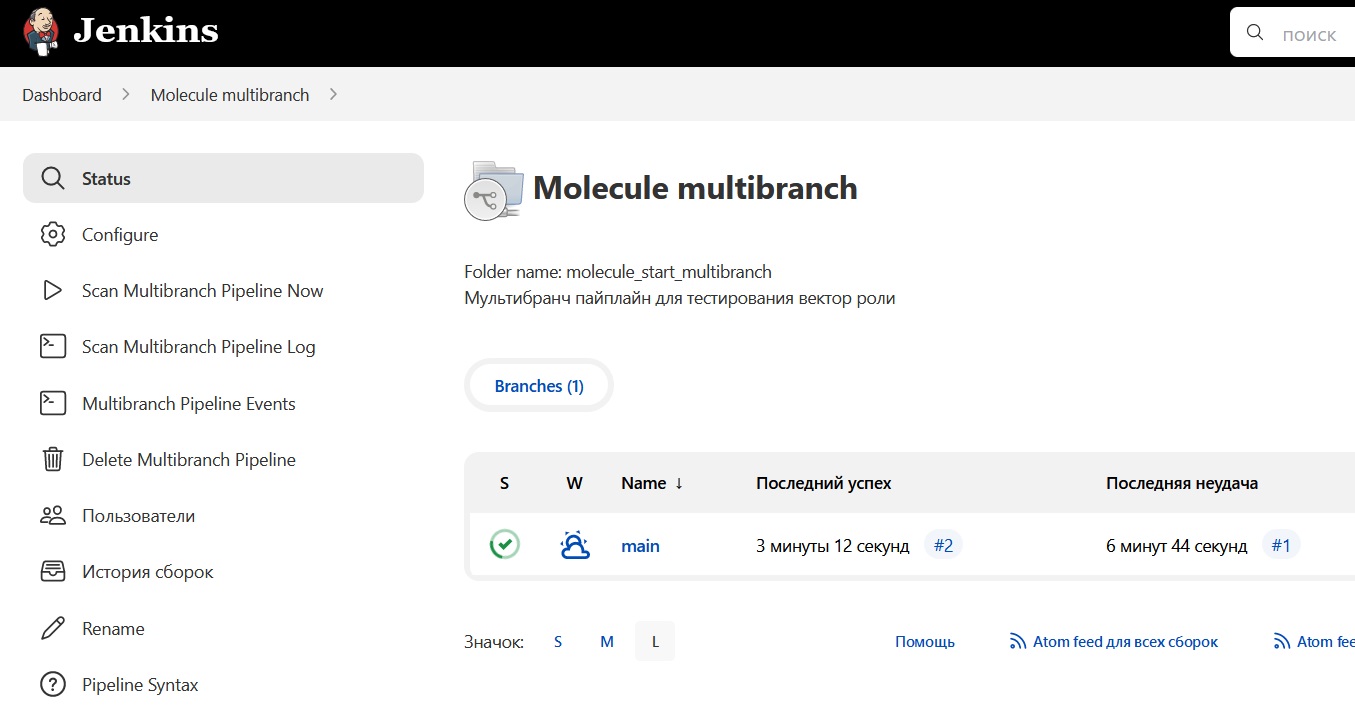 Jenkins
поиск
Dashboard > Molecule multibranch >
Status
Configure
Scan Multibranch Pipeline Now
Scan Multibranch Pipeline Log
Multibranch Pipeline Events
Delete Multibranch Pipeline
Пользователи
История сборок
Rename
Pipeline Syntax
Molecule multibranch
Folder name: molecule_start_multibranch
Мультибранч пайплайн для тестирования вектор роли
Branches (1)
S W Name ↓ Последний успех Последняя неудача
main 3 минуты 12 секунд #2 6 минут 44 секунд #1
Значок: S M L Помощь Atom feed для всех сборок Atom